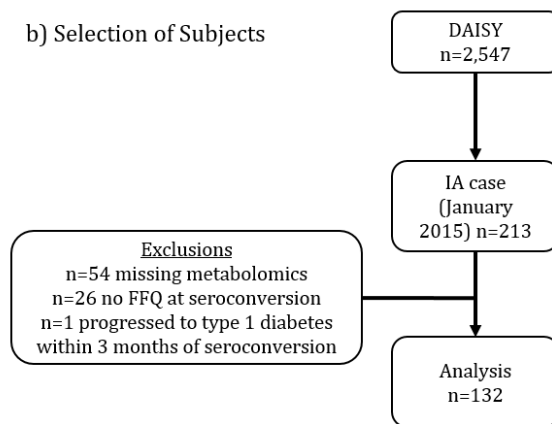 b) Selection of Subjects
DAISY
n=2,547
IA case
(January
2015) n=213
Exclusions
n=54 missing metabolomics
n=26 no FFQ at seroconversion
n=1 progressed to type 1 diabetes
within 3 months of seroconversion
Analysis
n=132